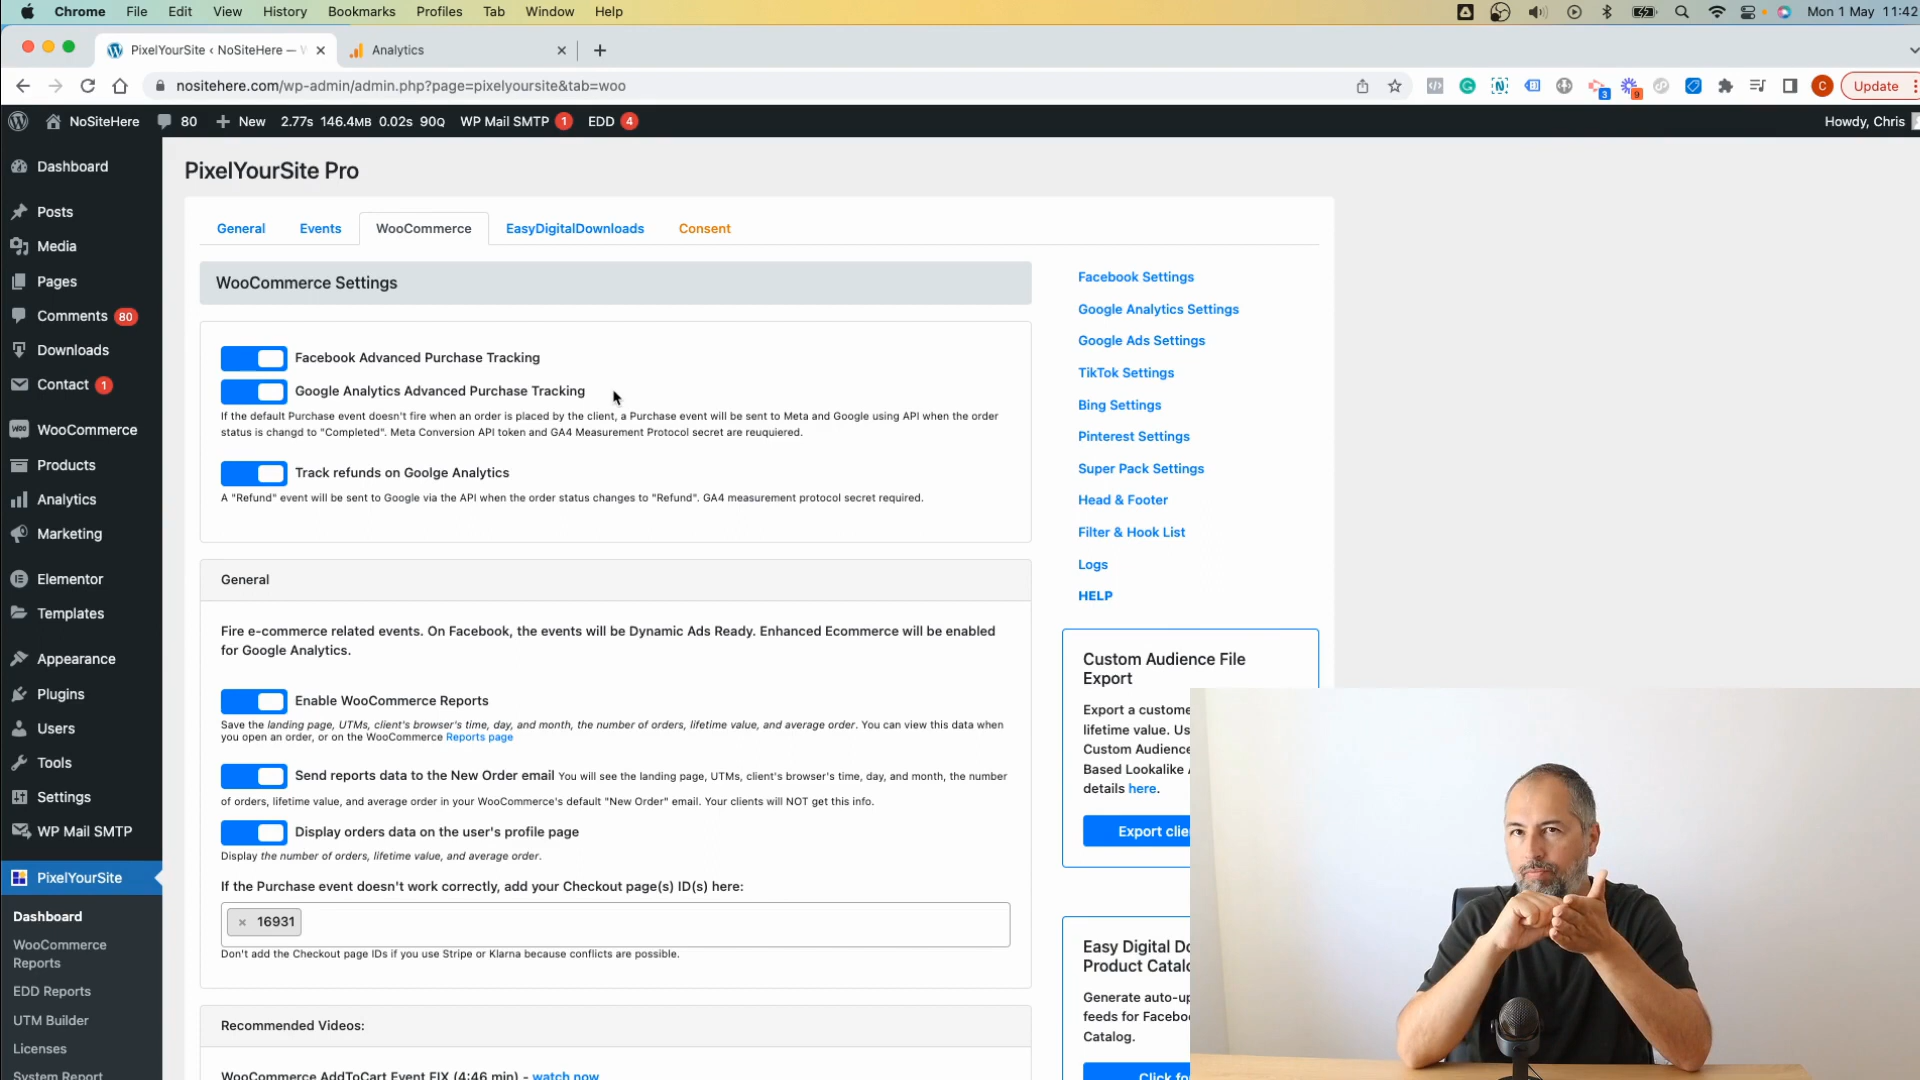 Chrome File Edit View History Bookmarks Profiles Tab Window Help Mon 1 May 11:42
PixelYourSite ‹ NoSiteHere — W
Analytics
nositehere.com/wp-admin/admin.php?page=pixelyoursite&tab=woo
3
9
C
Update
NoSiteHere 80 New 2.77s 146.4MB 0.02s 90Q WP Mail SMTP 1 EDD 4 Howdy, Chris
Dashboard
Posts
Media
Pages
Comments 80
Downloads
Contact 1
WooCommerce
Products
Analytics
Marketing
Elementor
Templates
Appearance
Plugins
Users
Tools
Settings
WP Mail SMTP
PixelYourSite
Dashboard
WooCommerce
Reports
EDD Reports
UTM Builder
Licenses
System Report
PixelYourSite Pro
General Events WooCommerce EasyDigitalDownloads Consent
WooCommerce Settings
Facebook Advanced Purchase Tracking
Google Analytics Advanced Purchase Tracking
If the default Purchase event doesn't fire when an order is placed by the client, a Purchase event will be sent to Meta and Google using API when the order
status is changd to "Completed". Meta Conversion API token and GA4 Measurement Protocol secret are reuquiered.
Track refunds on Goolge Analytics
A "Refund" event will be sent to Google via the API when the order status changes to "Refund". GA4 measurement protocol secret required.
General
Fire e-commerce related events. On Facebook, the events will be Dynamic Ads Ready. Enhanced Ecommerce will be enabled
for Google Analytics.
Enable WooCommerce Reports
Save the landing page, UTMs, client's browser's time, day, and month, the number of orders, lifetime value, and average order. You can view this data when
you open an order, or on the WooCommerce Reports page
Send reports data to the New Order email You will see the landing page, UTMs, client's browser's time, day, and month, the number
of orders, lifetime value, and average order in your WooCommerce's default "New Order" email. Your clients will NOT get this info.
Display orders data on the user's profile page
Display the number of orders, lifetime value, and average order.
If the Purchase event doesn't work correctly, add your Checkout page(s) ID(s) here:
× 16931
Don't add the Checkout page IDs if you use Stripe or Klarna because conflicts are possible.
Recommended Videos:
WooCommerce AddToCart Event FIX (4:46 min) - watch now
Facebook Settings
Google Analytics Settings
Google Ads Settings
TikTok Settings
Bing Settings
Pinterest Settings
Super Pack Settings
Head & Footer
Filter & Hook List
Logs
HELP
Custom Audience File
Export
Export a custome
lifetime value. Us
Custom Audience
Based Lookalike
details here.
Export clie
Easy Digital Do
Product Catalo
Generate auto-up
feeds for Facebo
Catalog.
Click fo